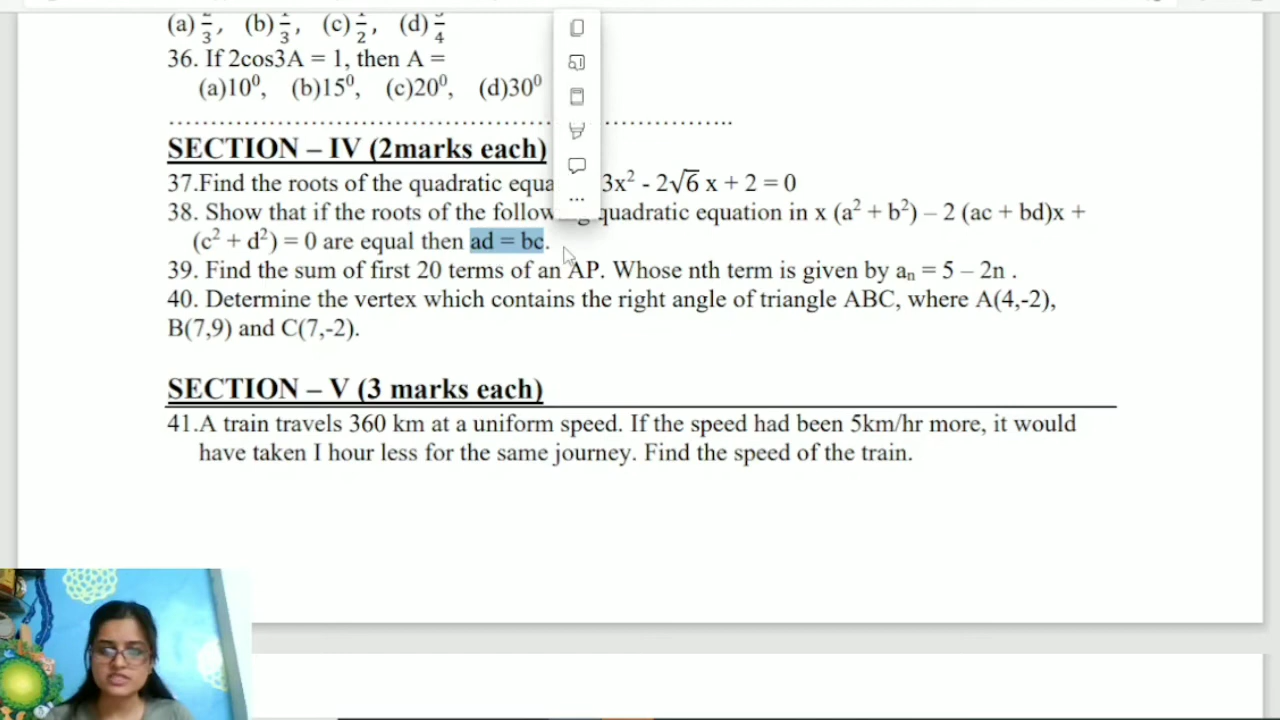 (a) 2/3, (b) 1/3, (c) 1/2, (d)
36. If 2cos3A = 1, then A =
(a)10⁰, (b)15⁰, (c)20⁰, (d)30⁰
SECTION – IV (2marks each)
37.Find the roots of the quadratic equa 3x² - 2√6 x + 2 = 0
38. Show that if the roots of the follow quadratic equation in x (a² + b²) – 2 (ac + bd)x +
(c² + d²) = 0 are equal then ad = bc.
39. Find the sum of first 20 terms of an AP. Whose nth term is given by aₙ = 5 – 2n .
40. Determine the vertex which contains the right angle of triangle ABC, where A(4,-2),
B(7,9) and C(7,-2).
SECTION – V (3 marks each)
41.A train travels 360 km at a uniform speed. If the speed had been 5km/hr more, it would
have taken I hour less for the same journey. Find the speed of the train.